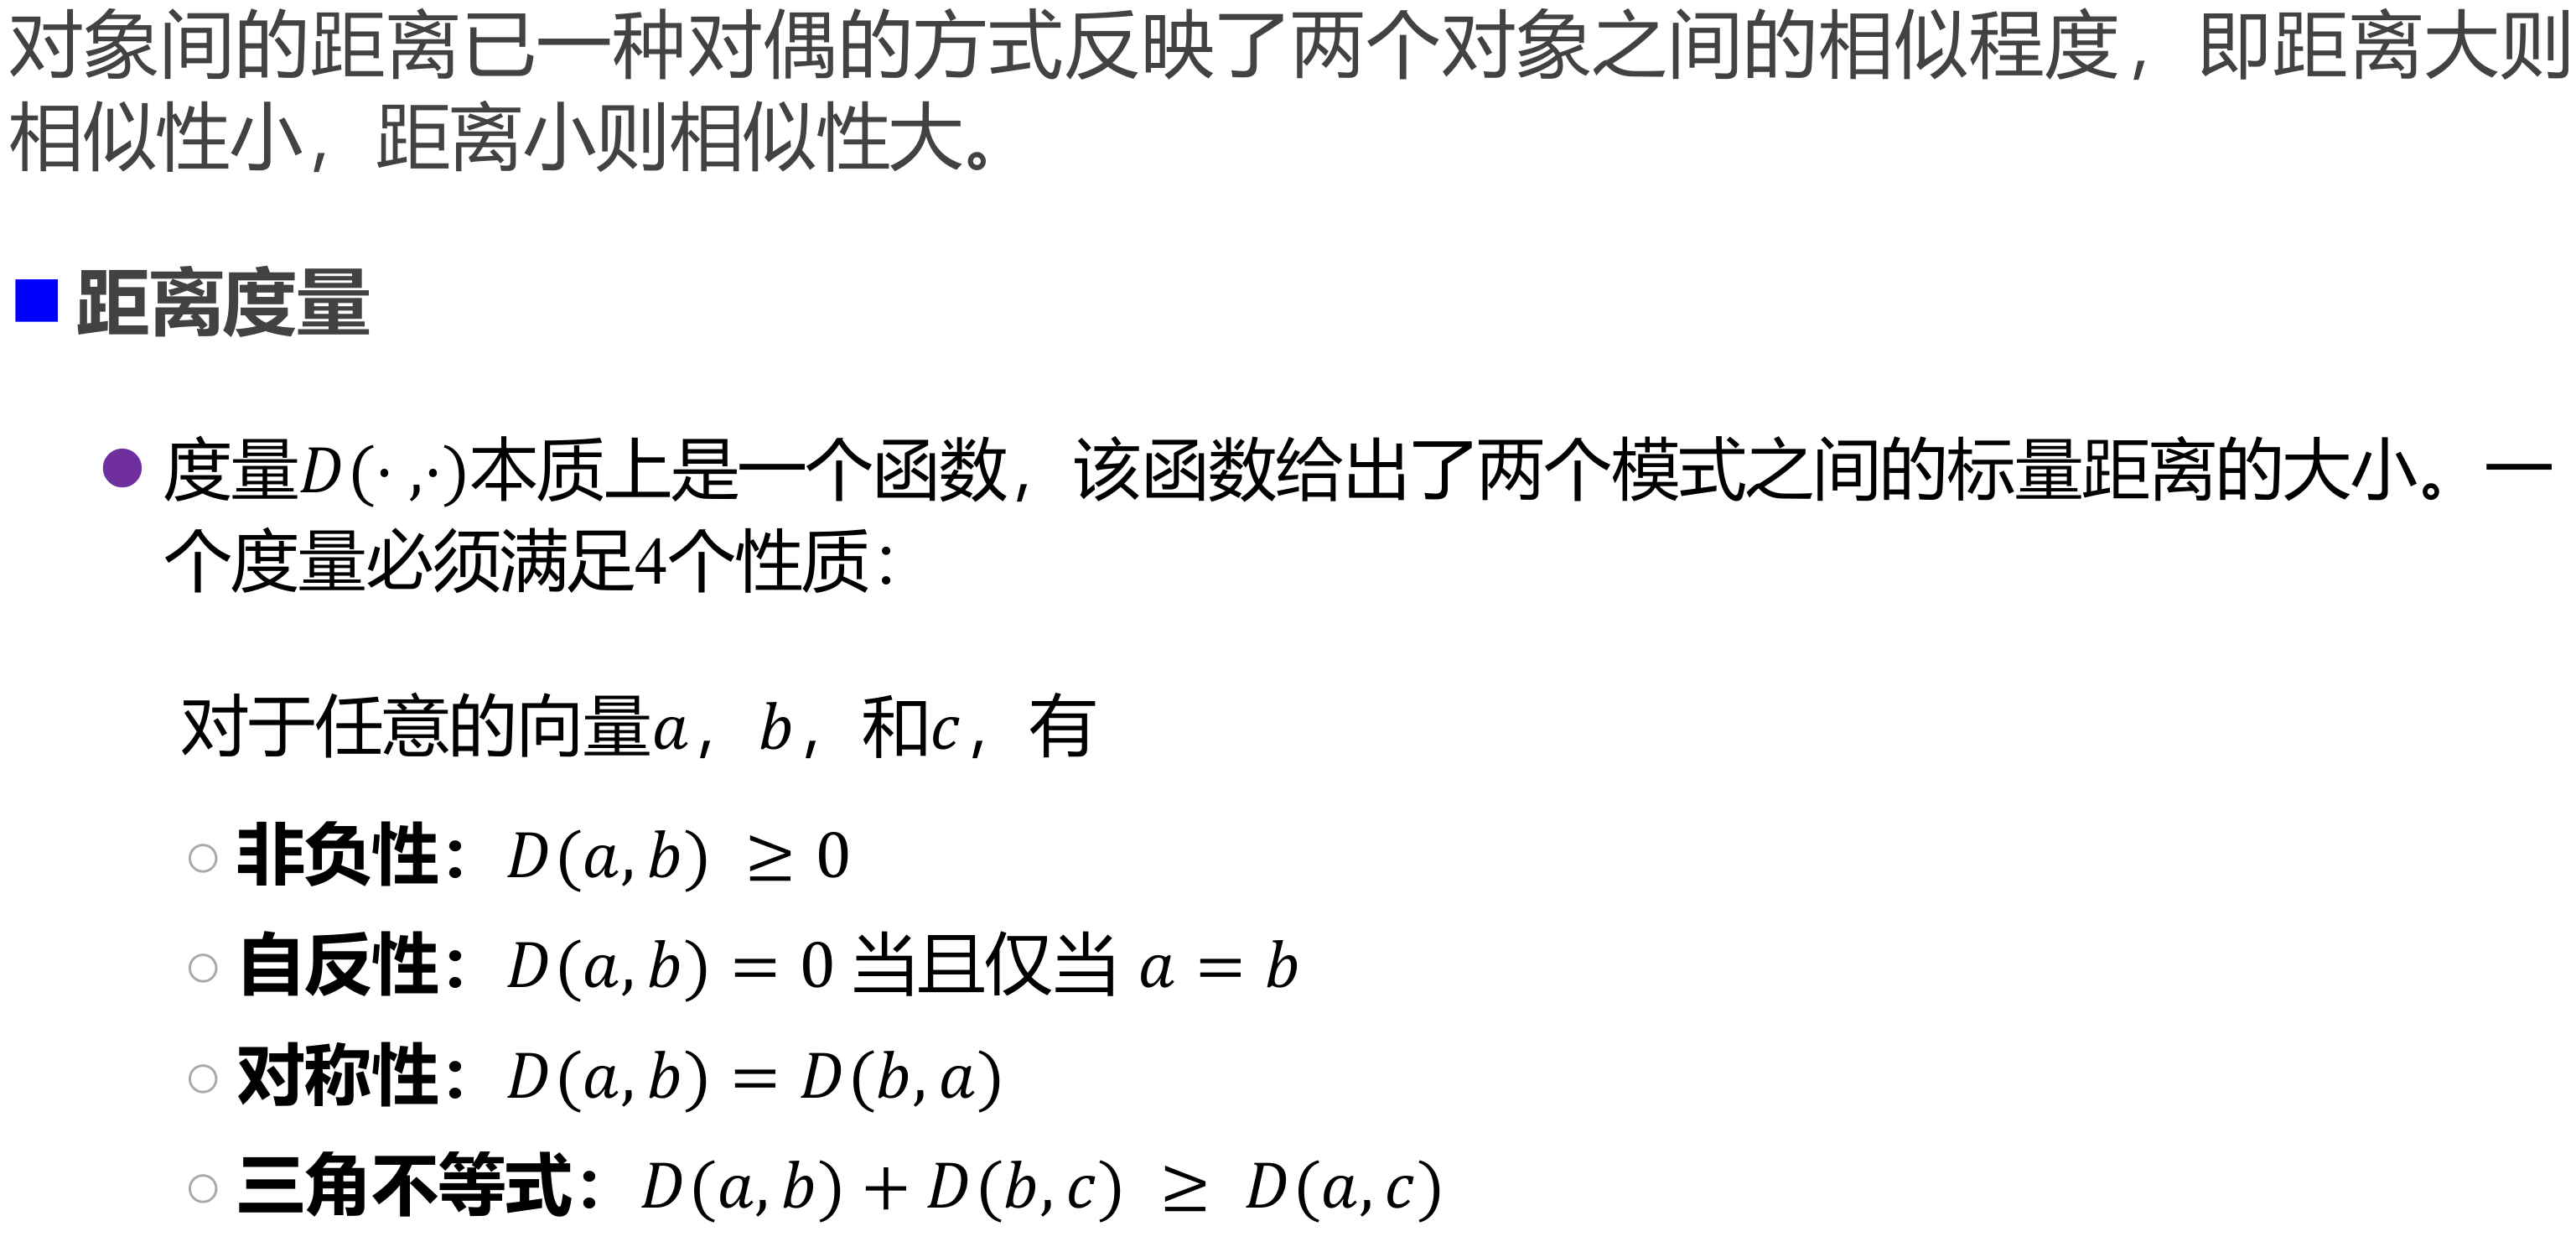 对象间的距离已一种对偶的方式反映了两个对象之间的相似程度，即距离大则
相似性小，距离小则相似性大。
距离度量
度量D(· ,·)本质上是一个函数，该函数给出了两个模式之间的标量距离的大小。一
个度量必须满足4个性质：
对于任意的向量a，b，和c，有
非负性：D(a,b) ≥ 0
自反性：D(a,b) = 0 当且仅当 a = b
对称性：D(a,b) = D(b,a)
三角不等式：D(a,b) + D(b,c) ≥ D(a,c)